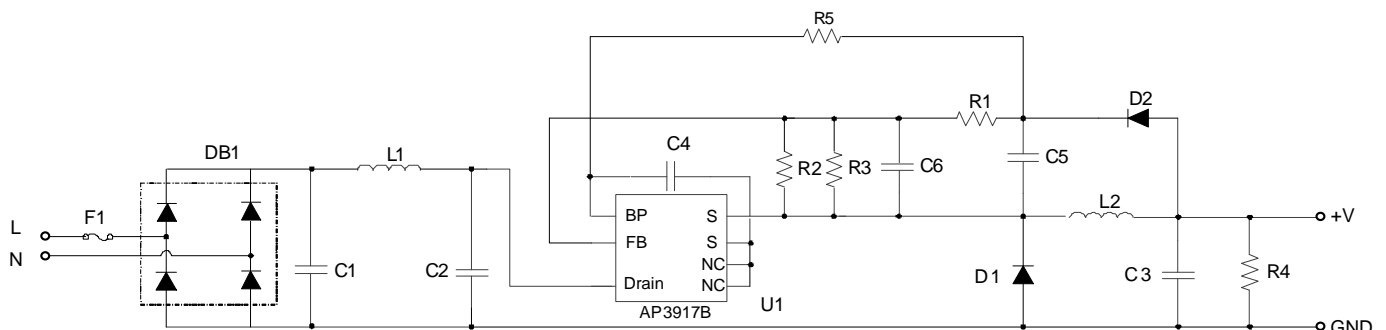 R5
R1
D2
DB1
L1
C4
R2
R3
C6
C5
L
F1
N
BP
S
L2
+V
FB
S
C1
C2
NC
D1
C3
R4
Drain
NC
U1
AP3917B
GND